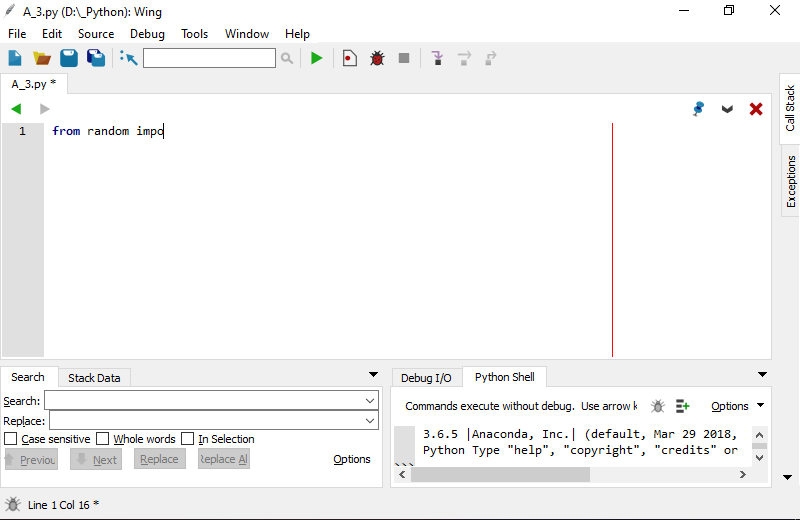 A_3.py (D:\_Python): Wing
File Edit Source Debug Tools Window Help
A_3.py *
1 from random impo
Call Stack
Exceptions
Search Stack Data
Search:
Replace:
Case sensitive Whole words In Selection
Previou Next Replace Replace Al Options
Debug I/O Python Shell
Commands execute without debug. Use arrow k Options
3.6.5 |Anaconda, Inc.| (default, Mar 29 2018,
Python Type "help", "copyright", "credits" or
Line 1 Col 16 *